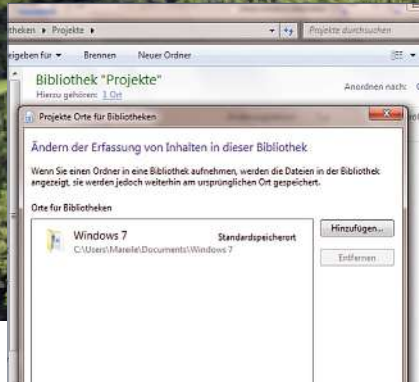 theken ▸ Projekte ▸
Projekte durchsuchen
eigeben für ▾ Brennen Neuer Ordner
Bibliothek "Projekte"
Hierzu gehören: 1 Ort
Anordnen nach:
Projekte Orte für Bibliotheken
Ändern der Erfassung von Inhalten in dieser Bibliothek
Wenn Sie einen Ordner in eine Bibliothek aufnehmen, werden die Dateien in der Bibliothek
angezeigt, sie werden jedoch weiterhin am ursprünglichen Ort gespeichert.
Orte für Bibliotheken
Windows 7 Standardspeicherort
C:\Users\Mareile\Documents\Windows 7
Hinzufügen...
Entfernen